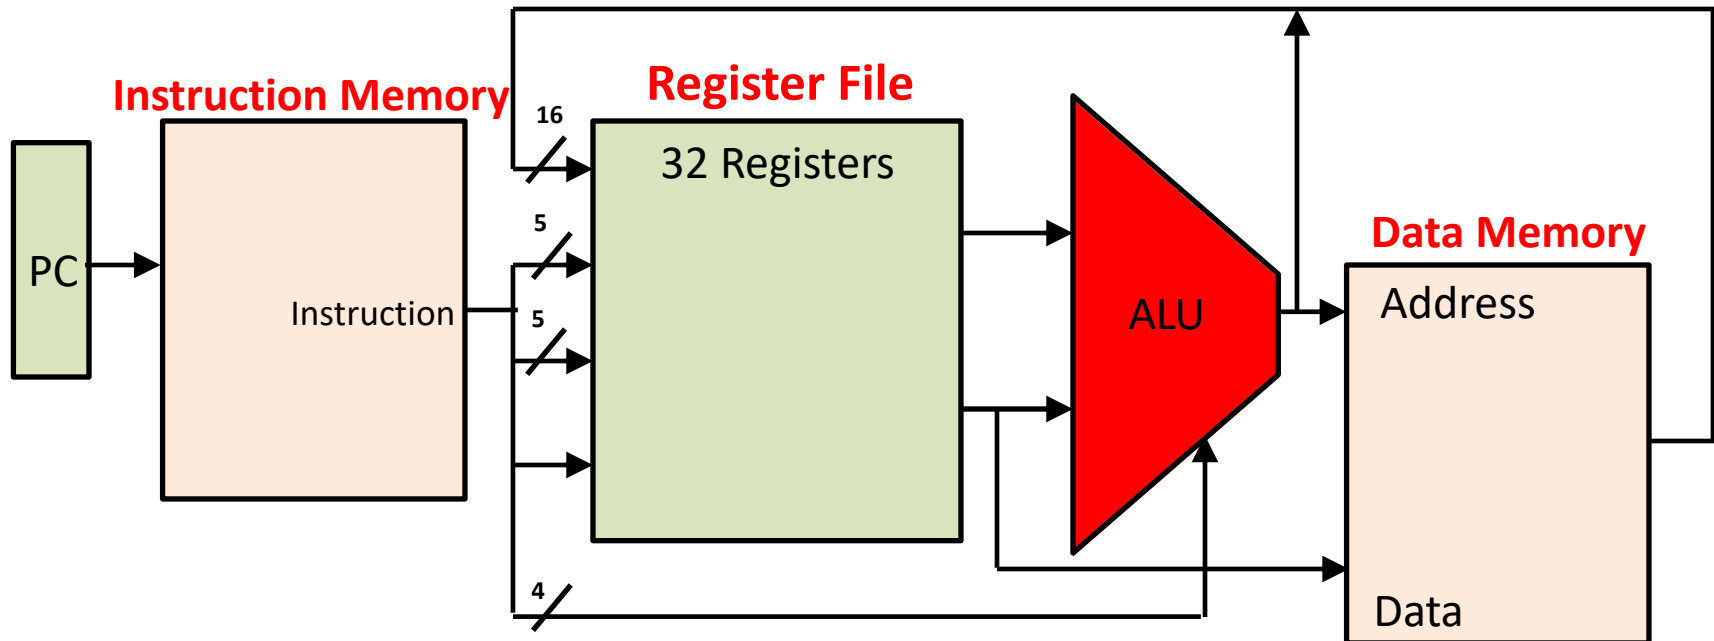 Instruction Memory
Register File
16
32 Registers
5
PC
Instruction
5
ALU
Data Memory
Address
4
Data